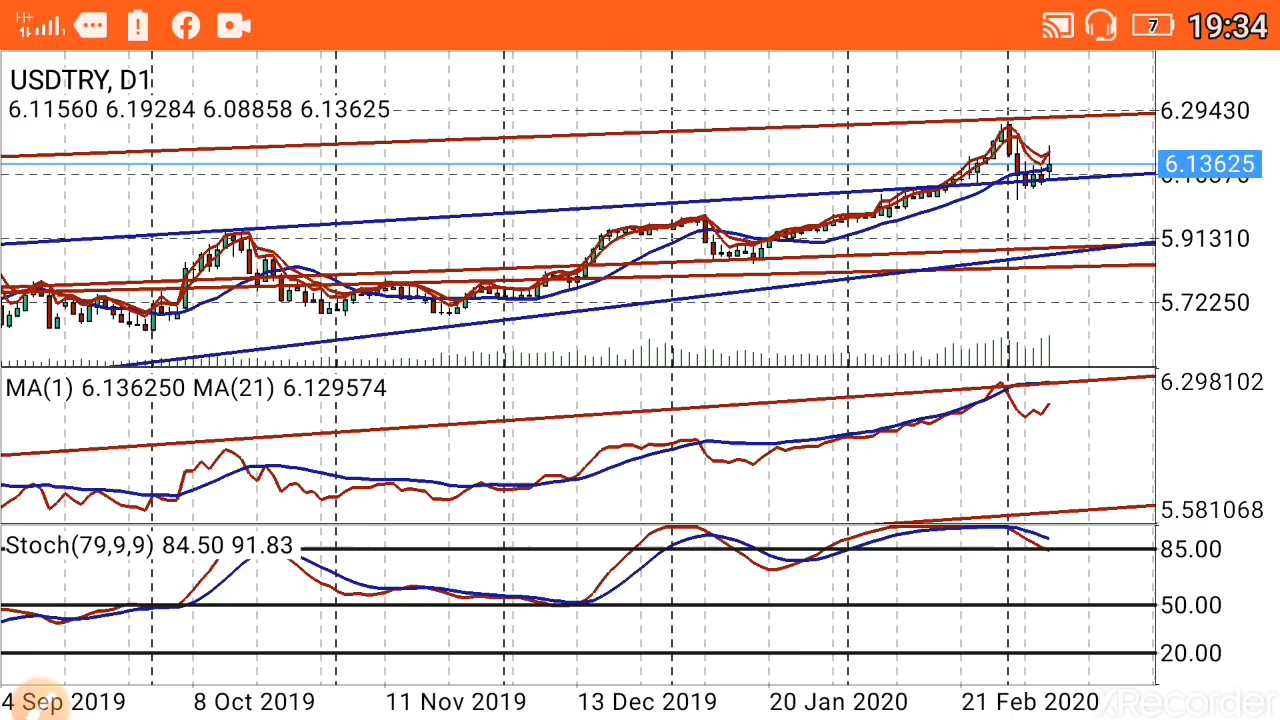 H+ 7 19:34
USDTRY, D1
6.11560 6.19284 6.08858 6.13625
6.29430
6.13625
5.91310
5.72250
MA(1) 6.136250 MA(21) 6.129574
6.298102
5.581068
Stoch(79,9,9) 84.50 91.83
85.00
50.00
20.00
4 Sep 2019 8 Oct 2019 11 Nov 2019 13 Dec 2019 20 Jan 2020 21 Feb 2020
XRecorder